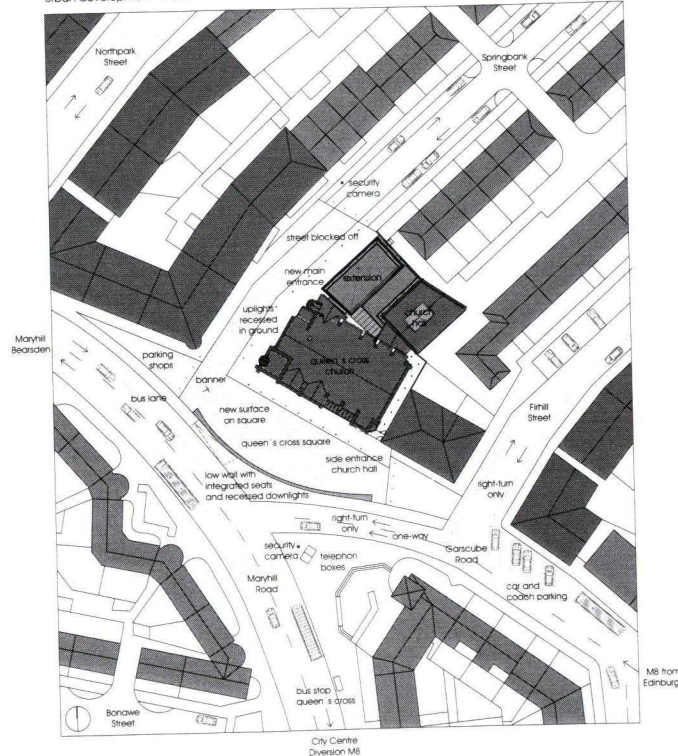 urban development
Northpark
Street
Springbank
Street
security
camera
street blocked off
new main
entrance
extension
uplights
recessed
in ground
church
hall
queen s cross
church
Maryhill
Bearsden
parking
shops
banner
bus lane
new surface
on square
Firhill
Street
queen s cross square
side entrance
church hall
low wall with
integrated seats
and recessed downlights
right-turn
only
right-turn
only
one-way
Garscube
Road
security
camera
telephon
boxes
Maryhill
Road
car and
coach parking
M8 from
Edinburg
bus stop
queen s cross
Bonawe
Street
City Centre
Diversion M8